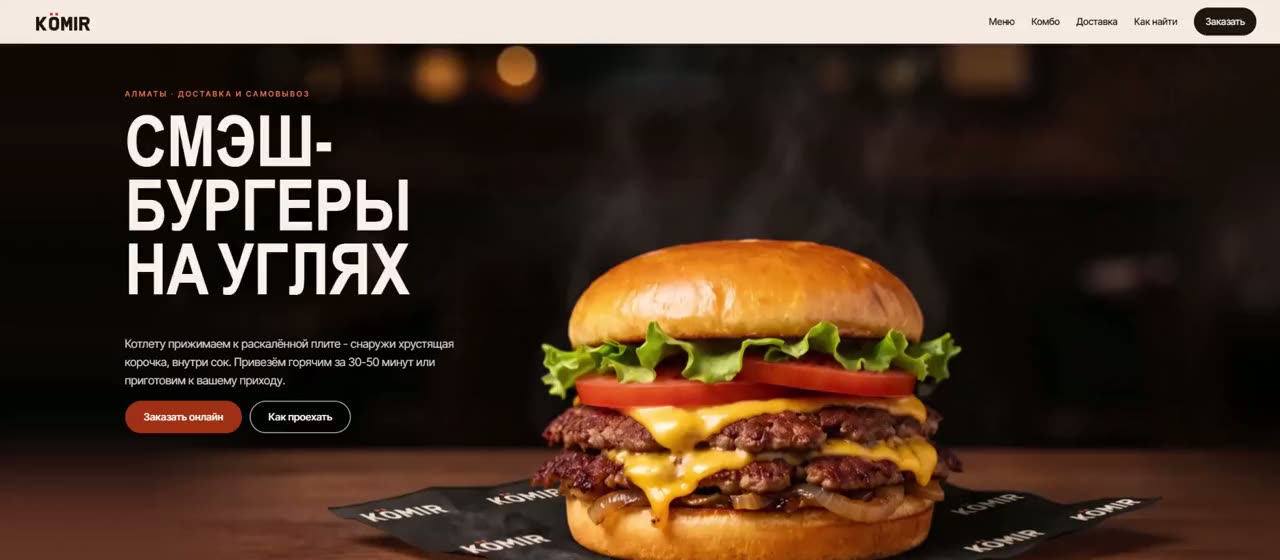 KÖMIR
Меню Комбо Доставка Как найти Заказать
АЛМАТЫ · ДОСТАВКА И САМОВЫВОЗ
СМЭШ-
БУРГЕРЫ
НА УГЛЯХ
Котлету прижимаем к раскалённой плите - снаружи хрустящая
корочка, внутри сок. Привезём горячим за 30-50 минут или
приготовим к вашему приходу.
Заказать онлайн Как проехать
KÖMIR
KÖMIR
KÖMIR
KÖMIR
KÖMIR
KÖMIR